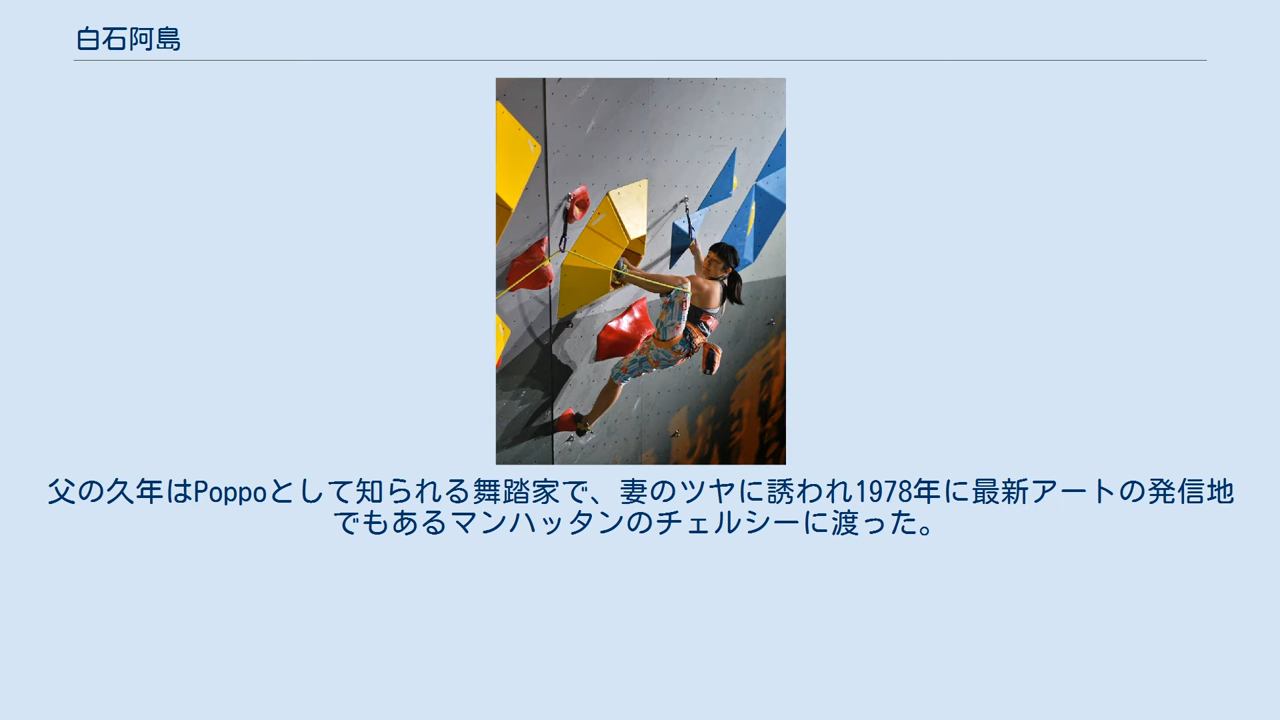 白石阿島
父の久年はPoppoとして知られる舞踏家で、妻のツヤに誘われ1978年に最新アートの発信地
でもあるマンハッタンのチェルシーに渡った。